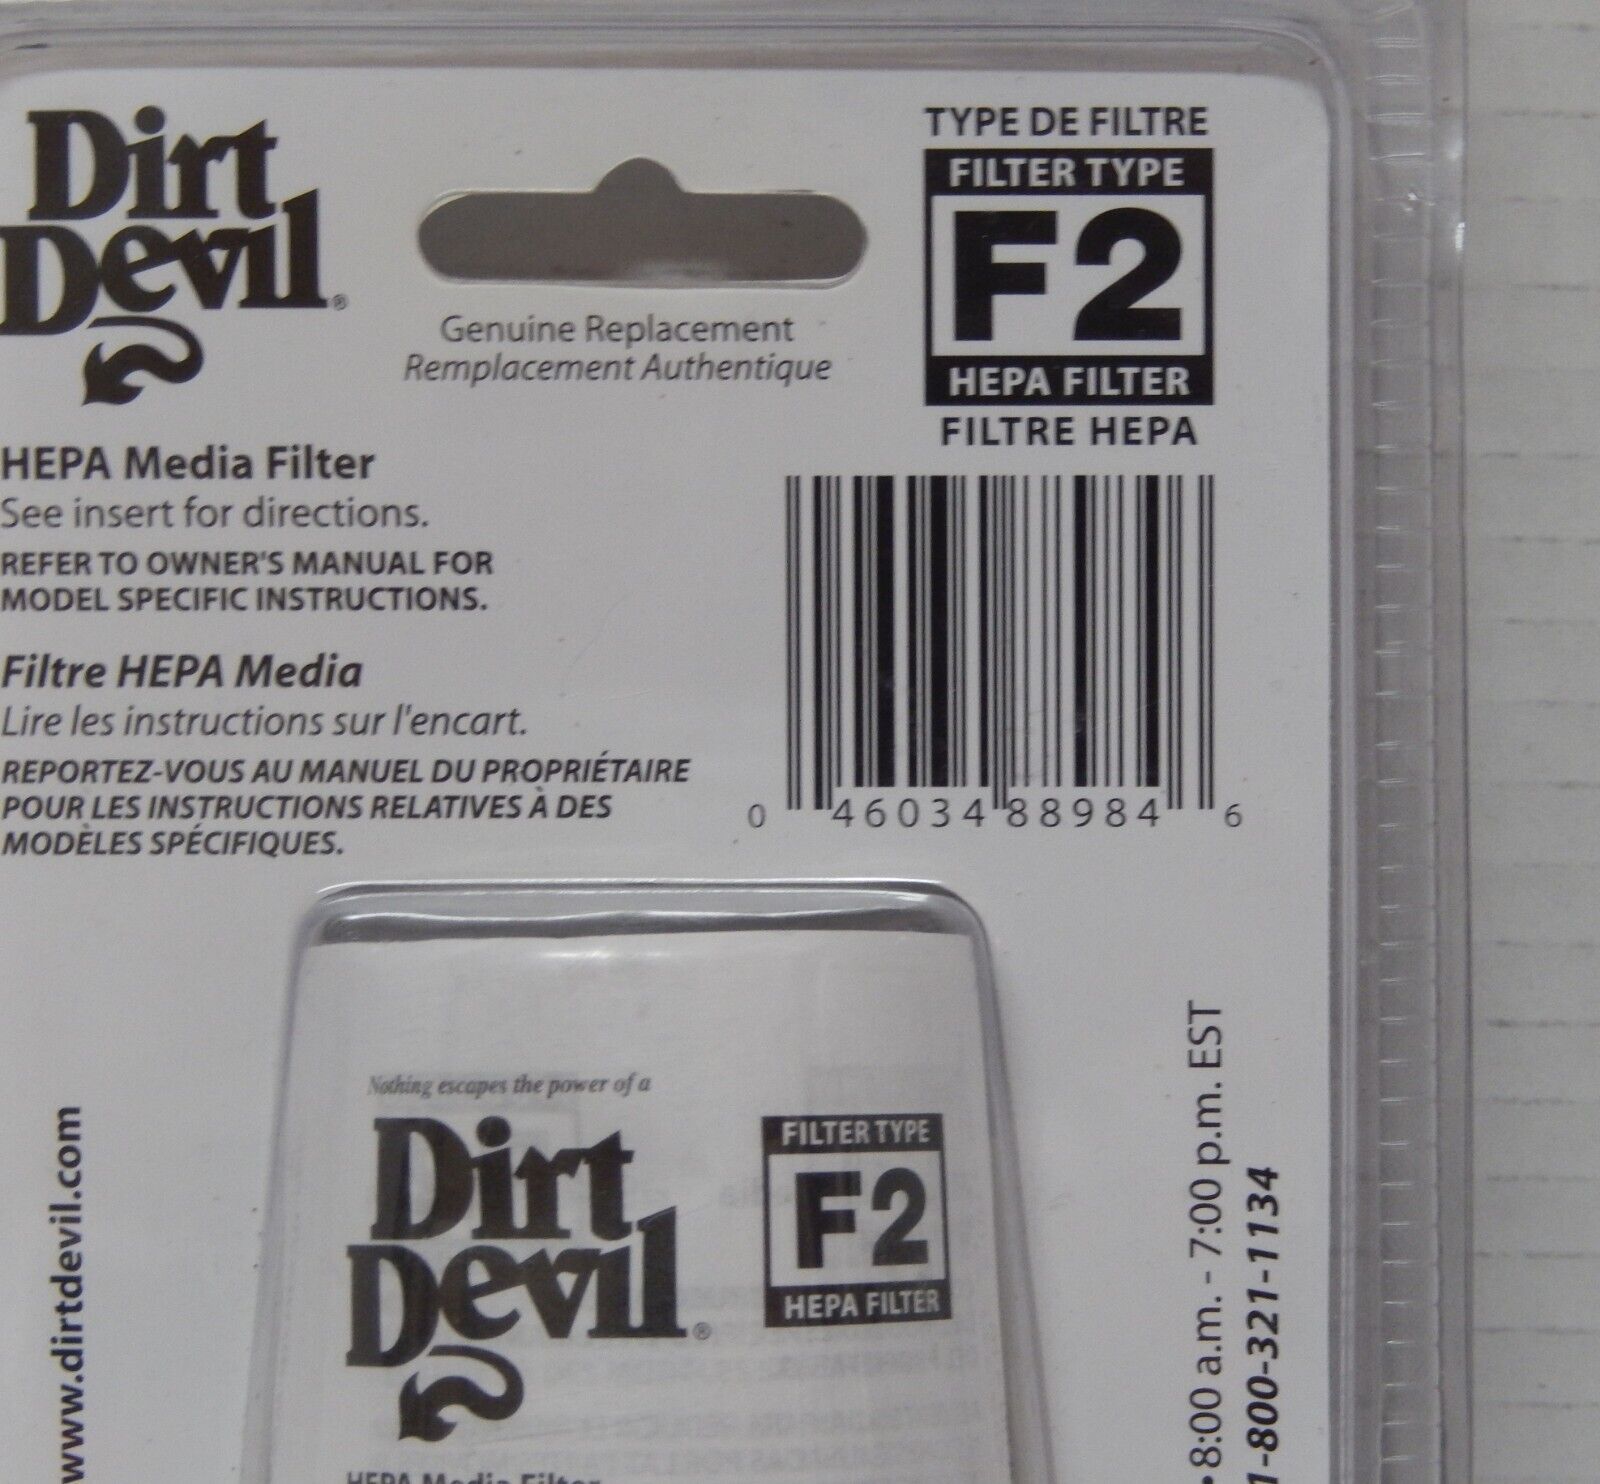 Dirt
Devil®
Genuine Replacement
Remplacement Authentique
TYPE DE FILTRE
FILTER TYPE
F2
HEPA FILTER
FILTRE HEPA
HEPA Media Filter
See insert for directions.
REFER TO OWNER'S MANUAL FOR
MODEL SPECIFIC INSTRUCTIONS.
Filtre HEPA Media
Lire les instructions sur l'encart.
REPORTEZ-VOUS AU MANUEL DU PROPRIÉTAIRE
POUR LES INSTRUCTIONS RELATIVES À DES
MODÈLES SPÉCIFIQUES.
0 46034 88984 6
www.dirtdevil.com
Nothing escapes the power of a
Dirt
Devil®
FILTER TYPE
F2
HEPA FILTER
HEPA Media Filter
•8:00 a.m. - 7:00 p.m. EST
1-800-321-1134